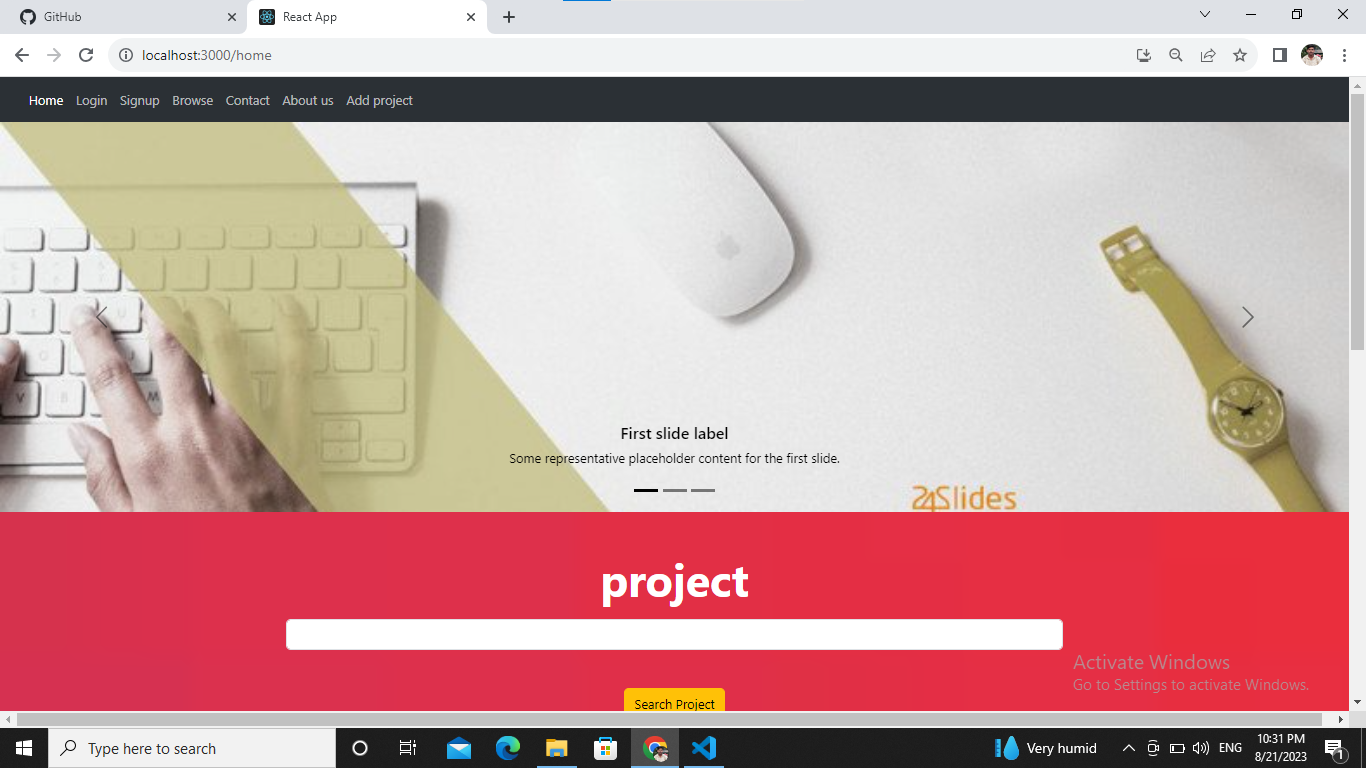 GitHub
React App
localhost:3000/home
Home Login Signup Browse Contact About us Add project
First slide label
Some representative placeholder content for the first slide.
24Slides
project
Search Project
Activate Windows
Go to Settings to activate Windows.
Type here to search
Very humid
ENG
10:31 PM
8/21/2023
1